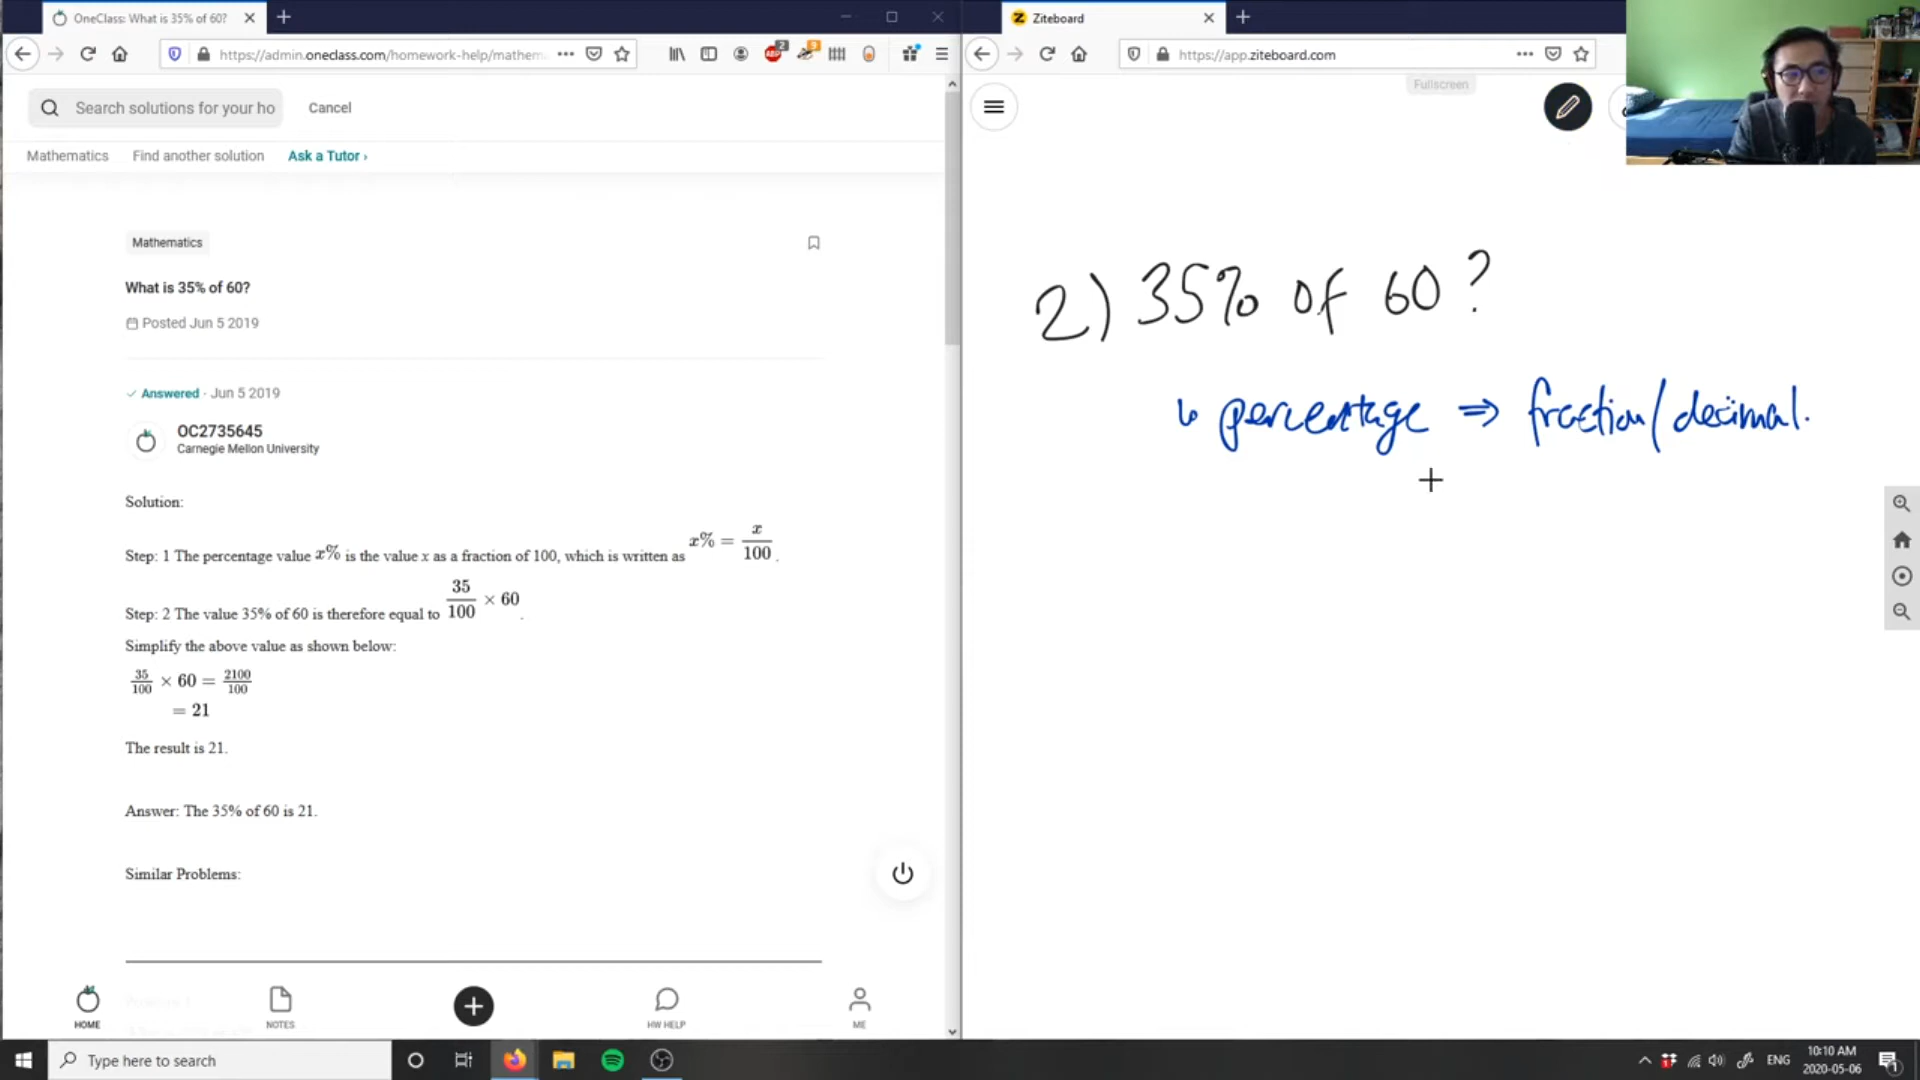 OneClass: What is 35% of 60?
Ziteboard
https://admin.oneclass.com/homework-help/mathem
https://app.ziteboard.com
Fullscreen
Search solutions for your ho
Cancel
Mathematics
Find another solution
Ask a Tutor ›
Mathematics
What is 35% of 60?
Posted Jun 5 2019
✓ Answered - Jun 5 2019
OC2735645
Carnegie Mellon University
Solution:
Step: 1 The percentage value x% is the value x as a fraction of 100, which is written as x% = x/100 .
Step: 2 The value 35% of 60 is therefore equal to 35/100 × 60 .
Simplify the above value as shown below:
35/100 × 60 = 2100/100
= 21
The result is 21.
Answer: The 35% of 60 is 21.
Similar Problems:
HOME
NOTES
HW HELP
ME
2) 35% of 60 ?
percentage ⇒ fraction/decimal.
Type here to search
ENG
10:10 AM
2020-05-06